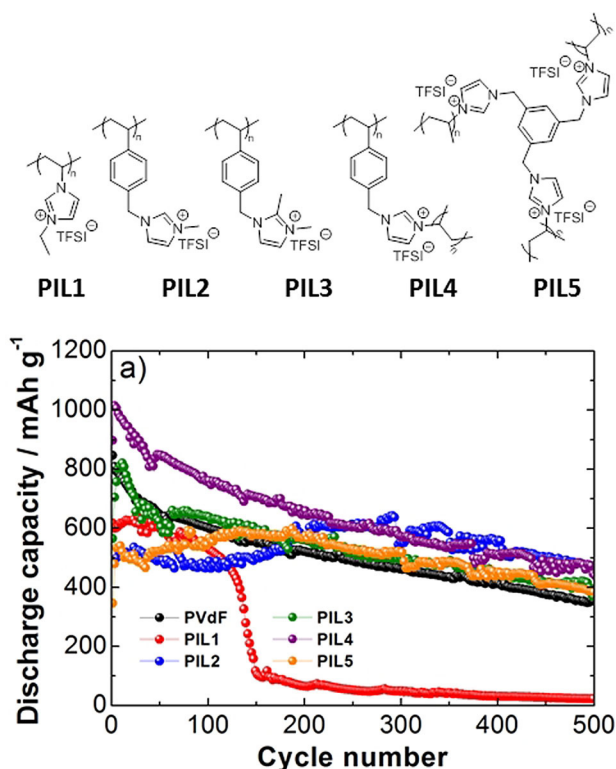 TFSI⊖
TFSI⊖
TFSI⊖
TFSI⊖
TFSI⊖
TFSI⊖
TFSI⊖
PIL1 PIL2 PIL3 PIL4 PIL5
a)
1200
1000
800
600
400
200
0
Discharge capacity / mAh g⁻¹
PVdF PIL3
PIL1 PIL4
PIL2 PIL5
0 100 200 300 400 500
Cycle number